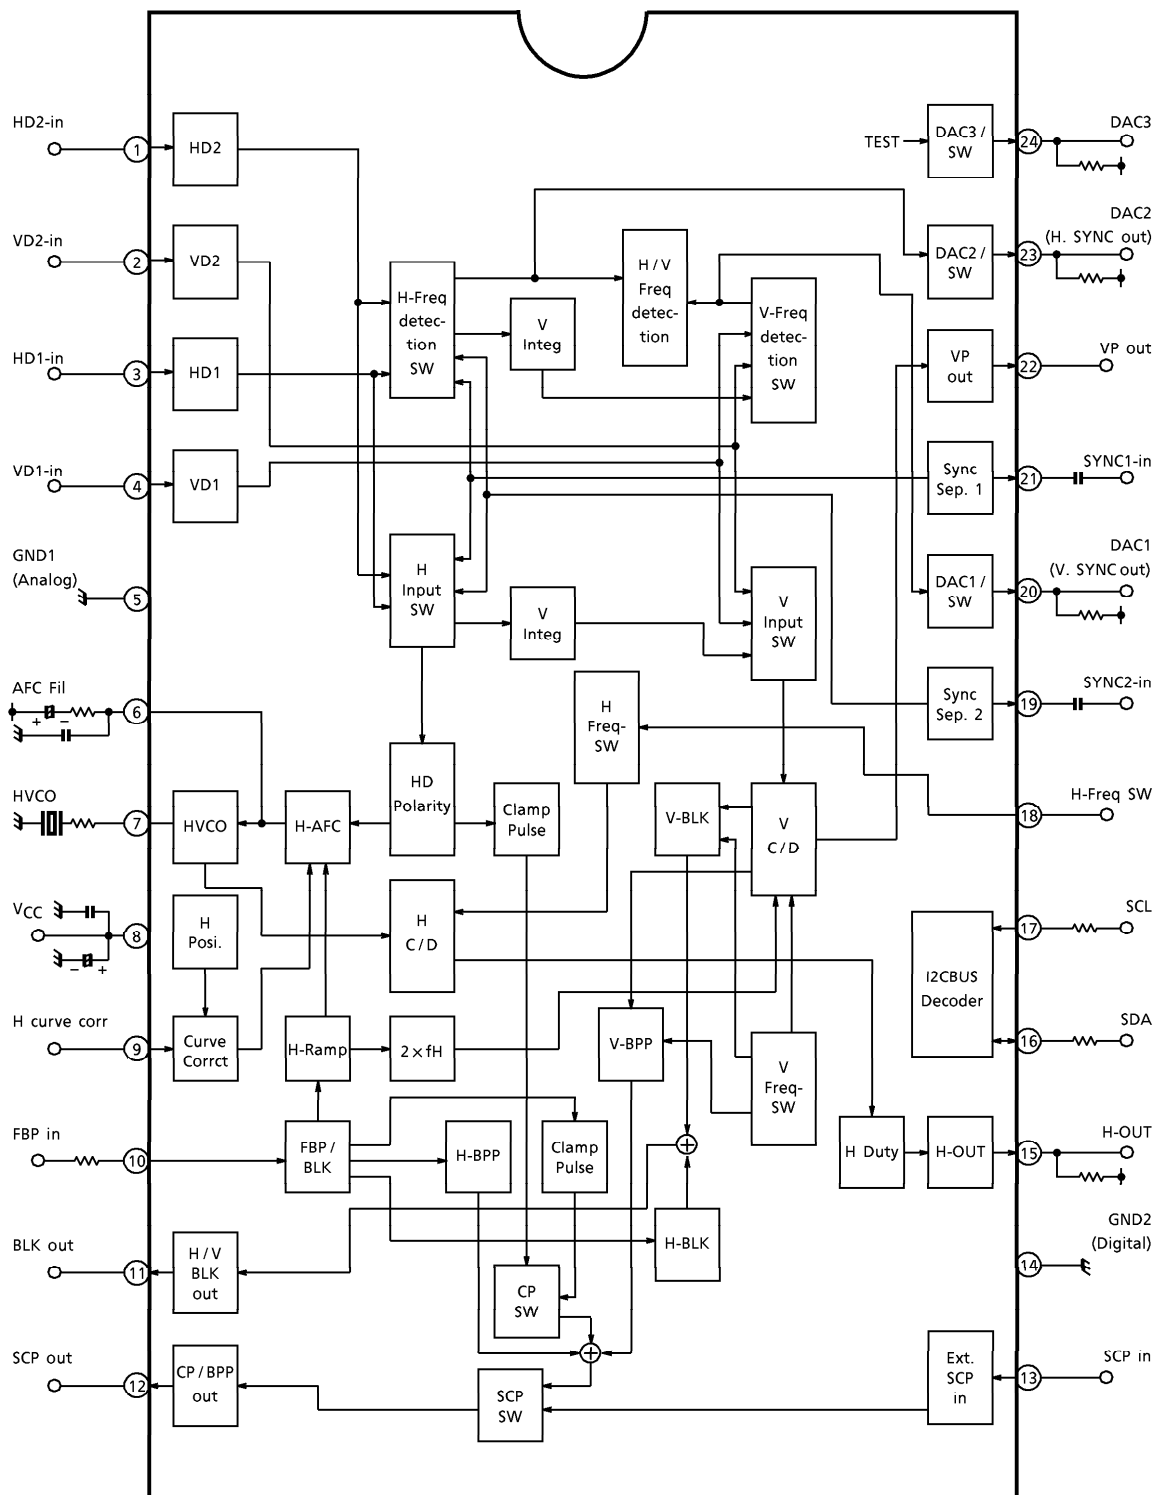 HD2-in
1
HD2
VD2-in
2
VD2
HD1-in
3
HD1
VD1-in
4
VD1
GND1
(Analog)
5
AFC Fil
+ −
6
HVCO
7
HVCO
H-AFC
VCC
− +
8
H
Posi.
H curve corr
9
Curve
Corrct
H-Ramp
2×fH
FBP in
10
FBP/
BLK
H-BPP
Clamp
Pulse
BLK out
11
H/V
BLK
out
SCP out
12
CP/BPP
out
H-Freq
detec-
tion
SW
V
Integ
H/V
Freq
detec-
tion
V-Freq
detec-
tion
SW
H
Input
SW
V
Integ
V
Input
SW
H
Freq-
SW
HD
Polarity
Clamp
Pulse
V-BLK
V
C/D
H
C/D
V-BPP
V
Freq-
SW
+
H-BLK
CP
SW
+
SCP
SW
TEST
DAC3/
SW
24
DAC3
DAC2/
SW
23
DAC2
(H. SYNC out)
VP
out
22
VP out
Sync
Sep. 1
21
SYNC1-in
DAC1/
SW
20
DAC1
(V. SYNC out)
Sync
Sep. 2
19
SYNC2-in
18
H-Freq SW
I2CBUS
Decoder
17
SCL
16
SDA
H Duty
H-OUT
15
H-OUT
14
GND2
(Digital)
Ext.
SCP
in
13
SCP in